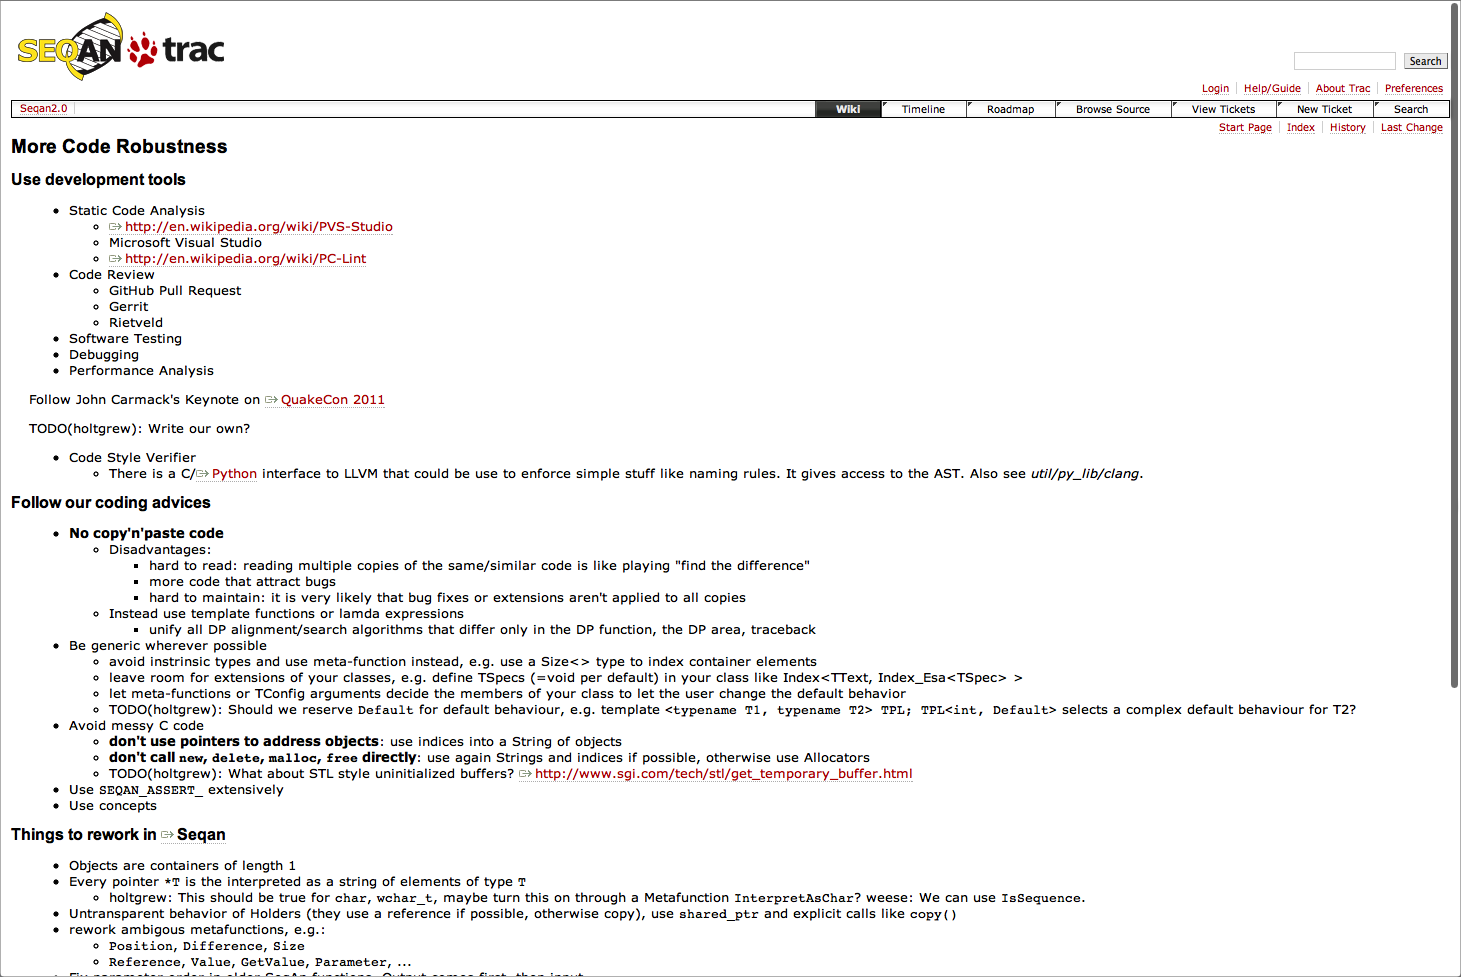 SEQAN trac
Search
Login Help/Guide About Trac Preferences
Seqan2.0 Wiki Timeline Roadmap Browse Source View Tickets New Ticket Search
Start Page Index History Last Change
More Code Robustness
Use development tools
Static Code Analysis
http://en.wikipedia.org/wiki/PVS-Studio
Microsoft Visual Studio
http://en.wikipedia.org/wiki/PC-Lint
Code Review
GitHub Pull Request
Gerrit
Rietveld
Software Testing
Debugging
Performance Analysis
Follow John Carmack's Keynote on QuakeCon 2011
TODO(holtgrew): Write our own?
Code Style Verifier
There is a C/Python interface to LLVM that could be use to enforce simple stuff like naming rules. It gives access to the AST. Also see util/py_lib/clang.
Follow our coding advices
No copy'n'paste code
Disadvantages:
hard to read: reading multiple copies of the same/similar code is like playing "find the difference"
more code that attract bugs
hard to maintain: it is very likely that bug fixes or extensions aren't applied to all copies
Instead use template functions or lamda expressions
unify all DP alignment/search algorithms that differ only in the DP function, the DP area, traceback
Be generic wherever possible
avoid instrinsic types and use meta-function instead, e.g. use a Size<> type to index container elements
leave room for extensions of your classes, e.g. define TSpecs (=void per default) in your class like Index<TText, Index_Esa<TSpec> >
let meta-functions or TConfig arguments decide the members of your class to let the user change the default behavior
TODO(holtgrew): Should we reserve Default for default behaviour, e.g. template <typename T1, typename T2> TPL; TPL<int, Default> selects a complex default behaviour for T2?
Avoid messy C code
don't use pointers to address objects: use indices into a String of objects
don't call new, delete, malloc, free directly: use again Strings and indices if possible, otherwise use Allocators
TODO(holtgrew): What about STL style uninitialized buffers? http://www.sgi.com/tech/stl/get_temporary_buffer.html
Use SEQAN_ASSERT_ extensively
Use concepts
Things to rework in Seqan
Objects are containers of length 1
Every pointer *T is the interpreted as a string of elements of type T
holtgrew: This should be true for char, wchar_t, maybe turn this on through a Metafunction InterpretAsChar? weese: We can use IsSequence.
Untransparent behavior of Holders (they use a reference if possible, otherwise copy), use shared_ptr and explicit calls like copy()
rework ambigous metafunctions, e.g.:
Position, Difference, Size
Reference, Value, GetValue, Parameter, ...
Fix parameter order in older SeqAn functions. Output comes first, then input.